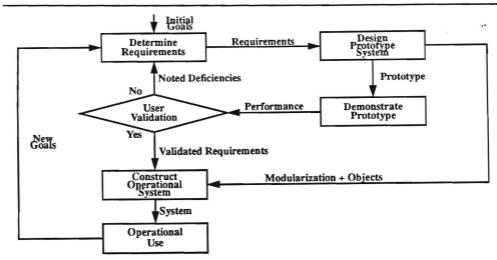 Initial
Goals
Determine
Requirements
Requirements
Design
Prototype
System
Prototype
Noted Deficiencies
No
User
Validation
Performance
Demonstrate
Prototype
Yes
New
Goals
Validated Requirements
Construct
Operational
System
Modularization + Objects
System
Operational
Use